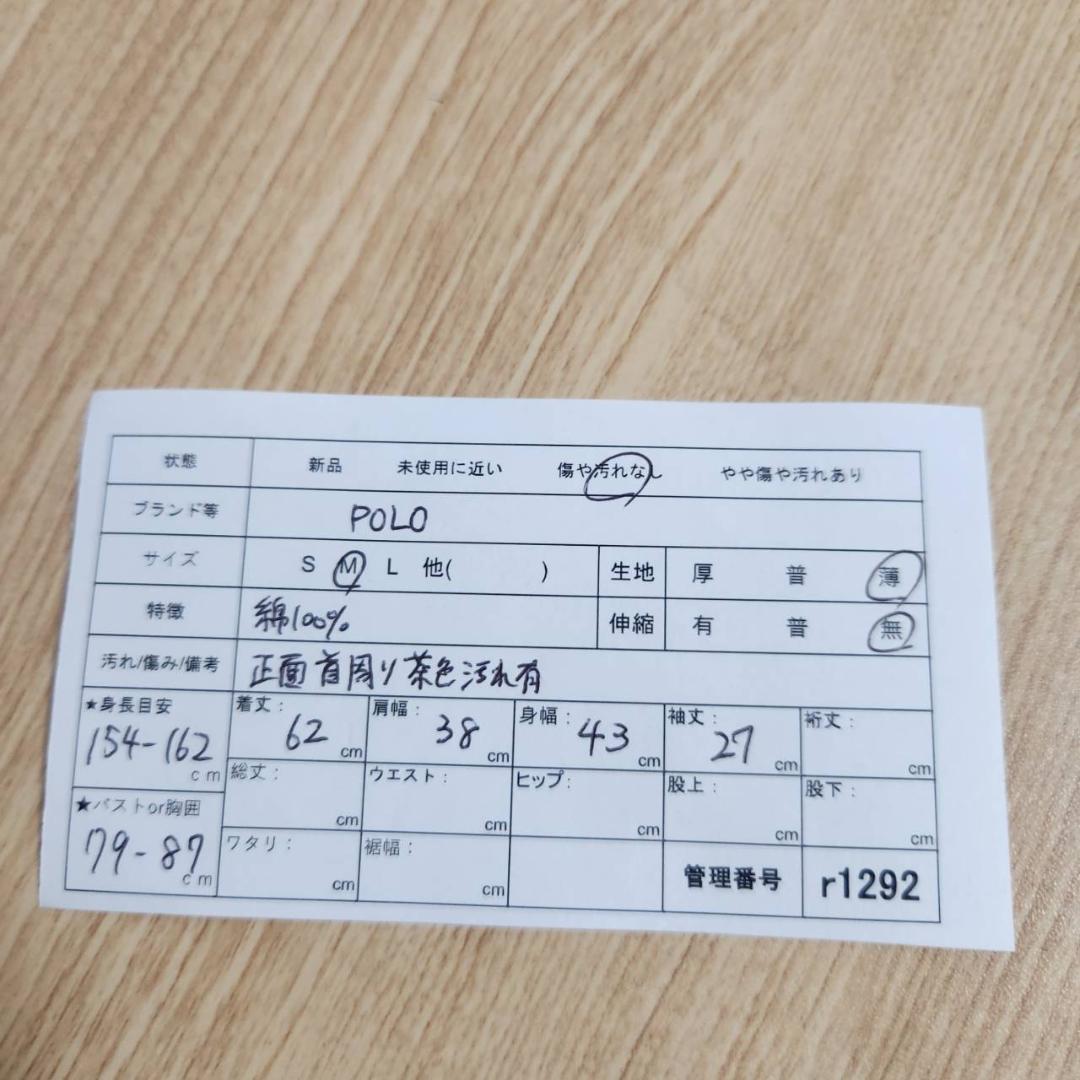 状態 新品 未使用に近い 傷や汚れなし やや傷や汚れあり
ブランド等 POLO
サイズ S M L 他( ) 生地 厚 普 薄
特徴 綿100% 伸縮 有 普 無
汚れ/傷み/備考 正面首周り茶色汚れ有
★身長目安 着丈: 肩幅: 身幅: 袖丈: 裄丈:
154-162 62 38 43 27
cm cm cm cm cm cm
総丈: ウエスト: ヒップ: 股上: 股下:
★バストor胸囲 cm cm cm cm cm
79-87 ワタリ: 裾幅: 管理番号 r1292
cm cm cm